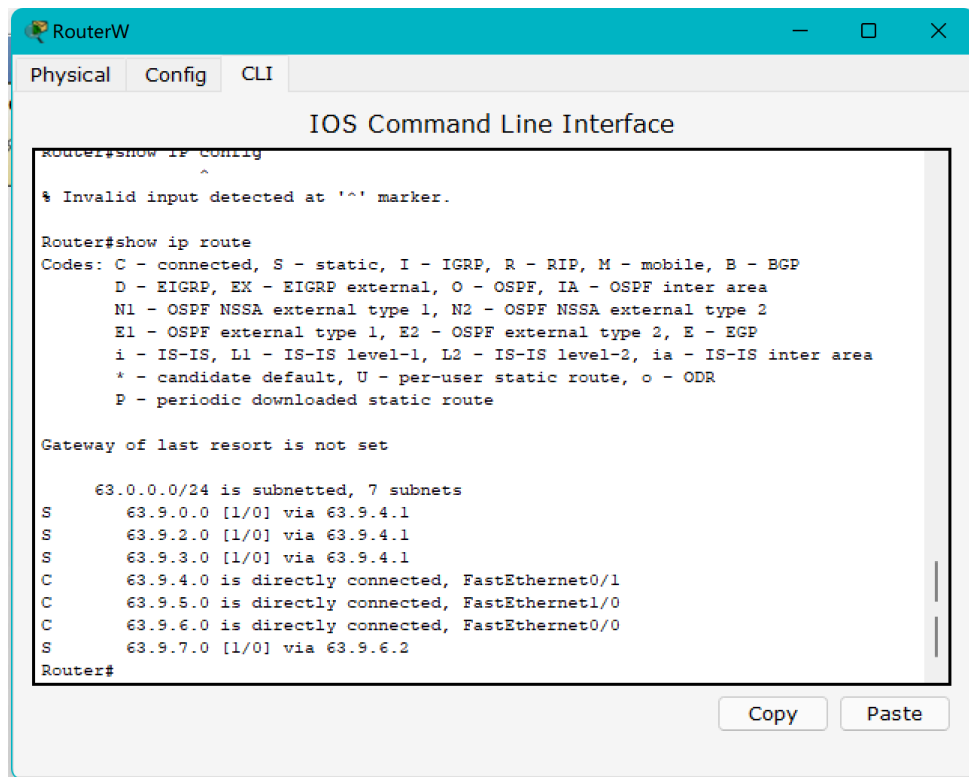 RouterW
Physical Config CLI
IOS Command Line Interface
Router#show IP config
^
% Invalid input detected at '^' marker.
Router#show ip route
Codes: C - connected, S - static, I - IGRP, R - RIP, M - mobile, B - BGP
D - EIGRP, EX - EIGRP external, O - OSPF, IA - OSPF inter area
N1 - OSPF NSSA external type 1, N2 - OSPF NSSA external type 2
E1 - OSPF external type 1, E2 - OSPF external type 2, E - EGP
i - IS-IS, L1 - IS-IS level-1, L2 - IS-IS level-2, ia - IS-IS inter area
* - candidate default, U - per-user static route, o - ODR
P - periodic downloaded static route
Gateway of last resort is not set
63.0.0.0/24 is subnetted, 7 subnets
S 63.9.0.0 [1/0] via 63.9.4.1
S 63.9.2.0 [1/0] via 63.9.4.1
S 63.9.3.0 [1/0] via 63.9.4.1
C 63.9.4.0 is directly connected, FastEthernet0/1
C 63.9.5.0 is directly connected, FastEthernet1/0
C 63.9.6.0 is directly connected, FastEthernet0/0
S 63.9.7.0 [1/0] via 63.9.6.2
Router#
Copy Paste